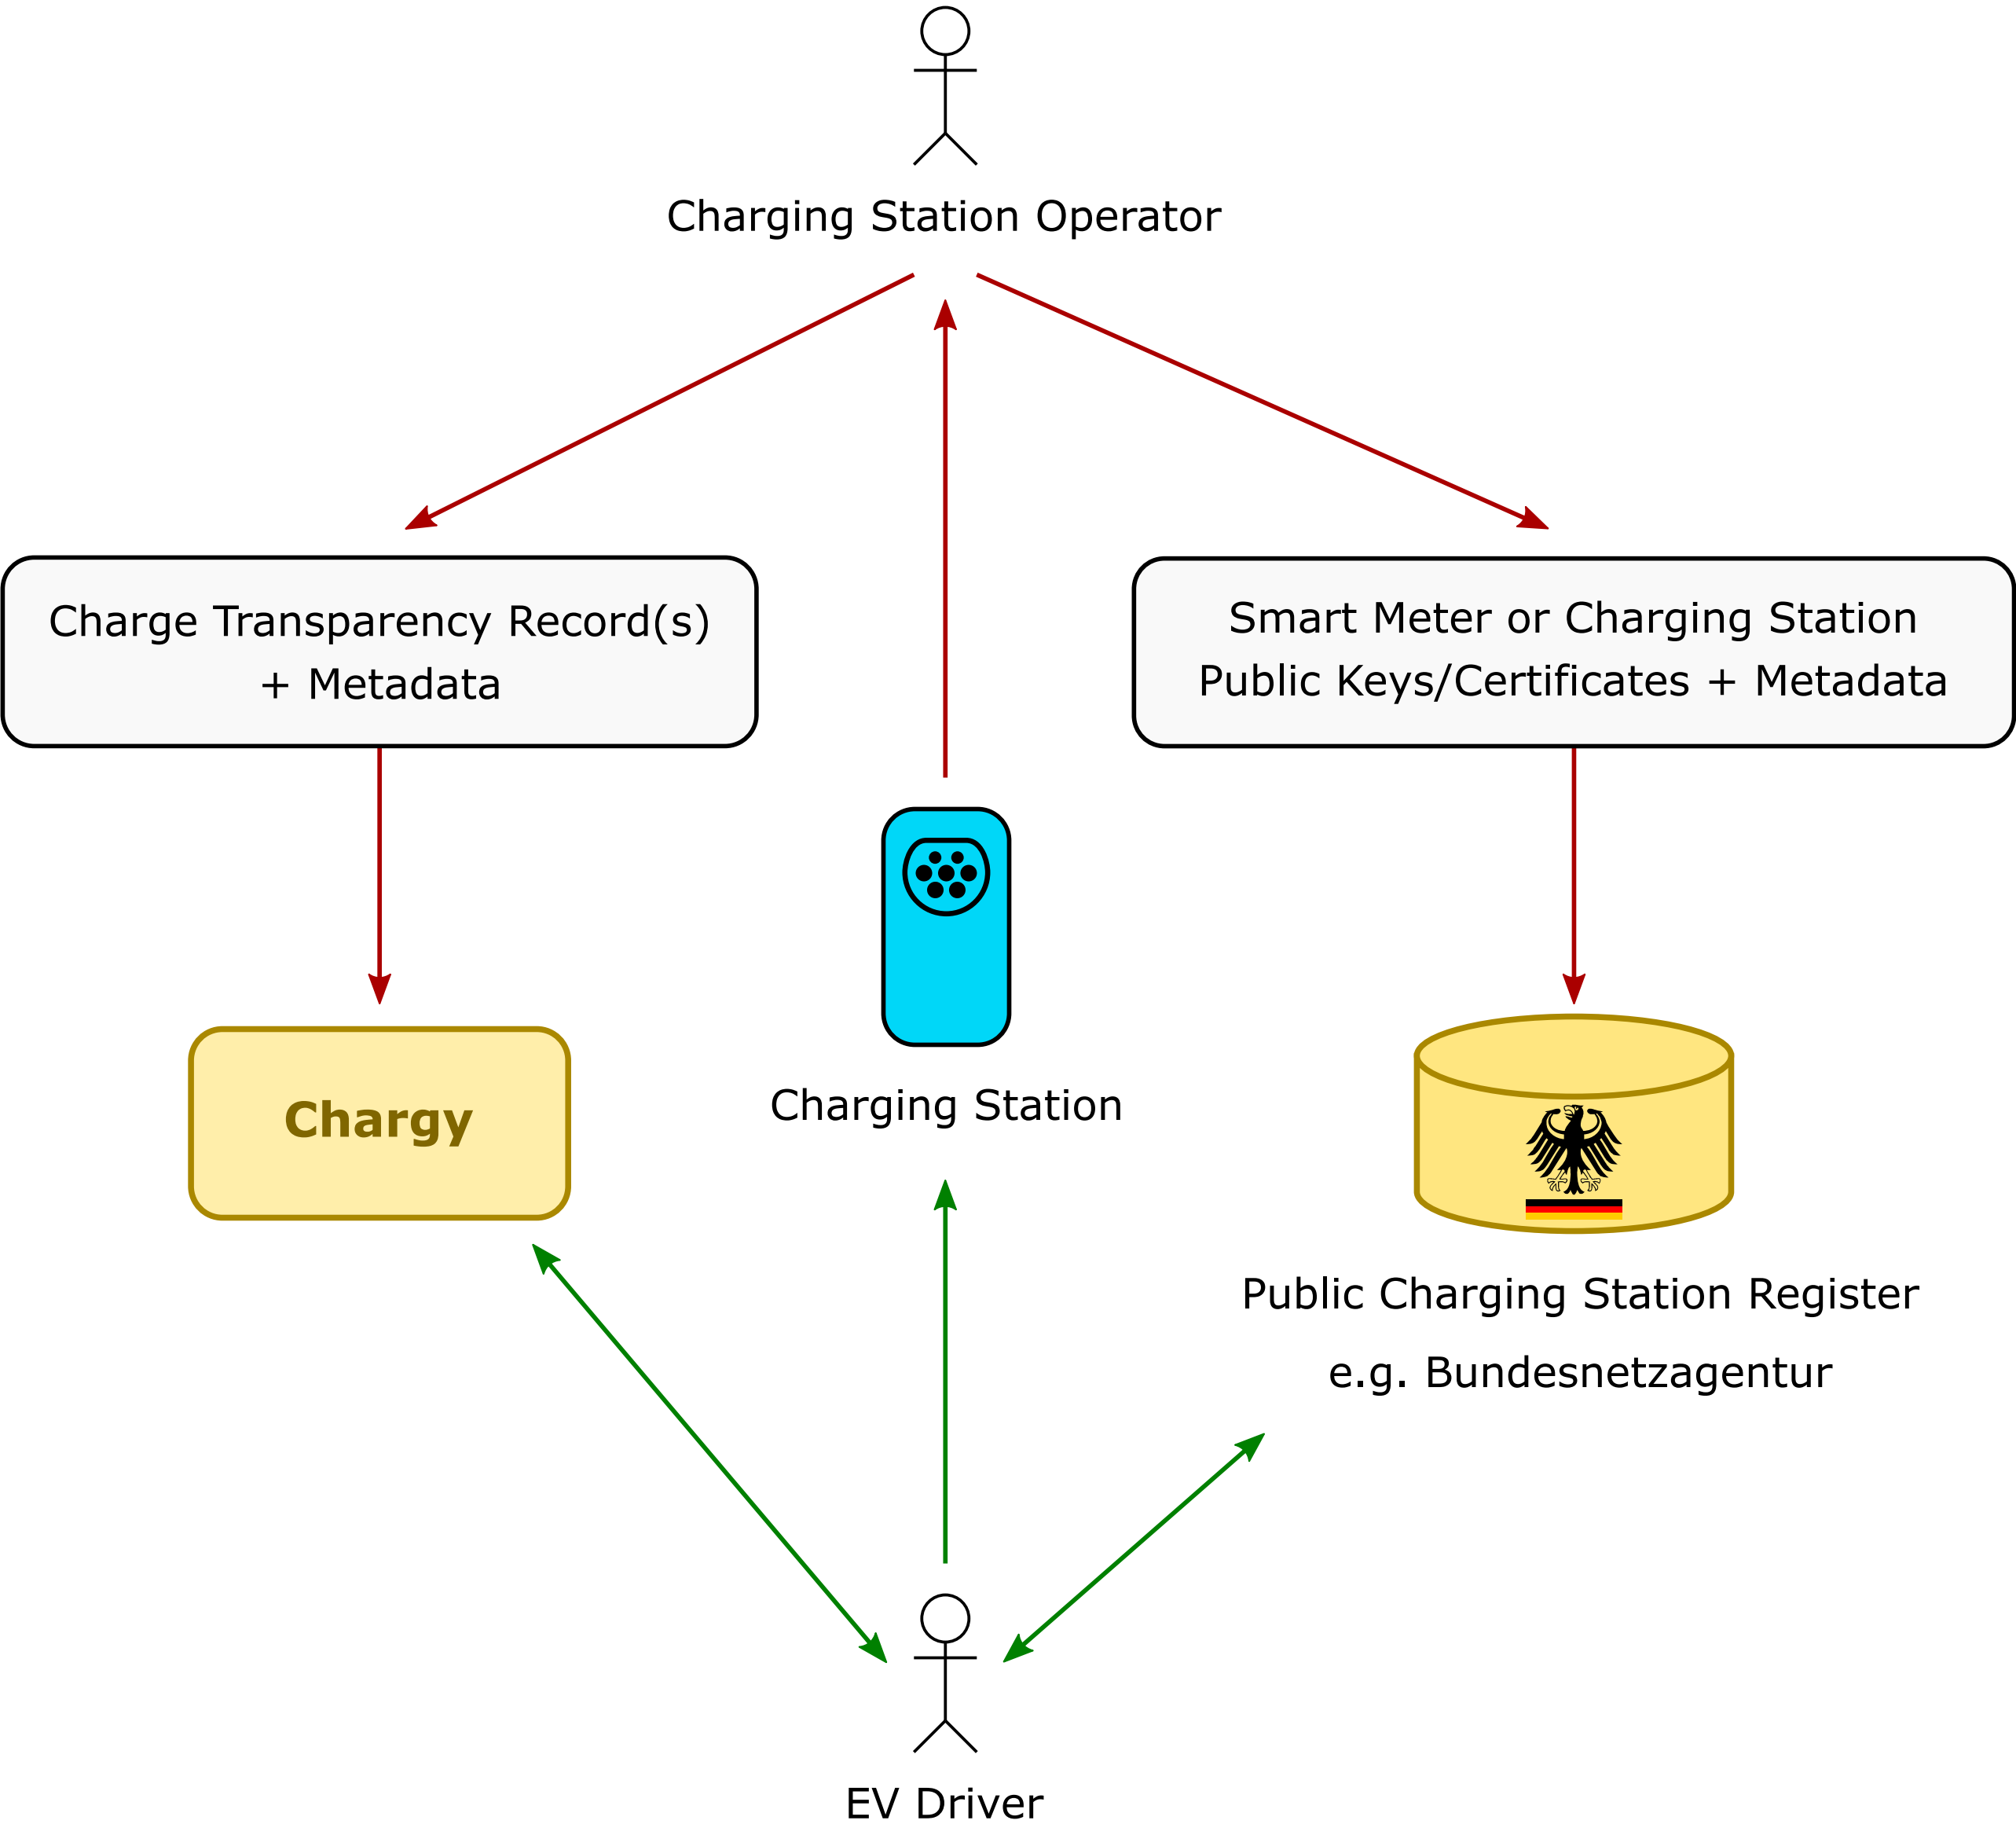 Charging Station Operator
Charge Transparency Record(s)
+ Metadata
Smart Meter or Charging Station
Public Keys/Certificates + Metadata
Chargy
Charging Station
Public Charging Station Register
e.g. Bundesnetzagentur
EV Driver